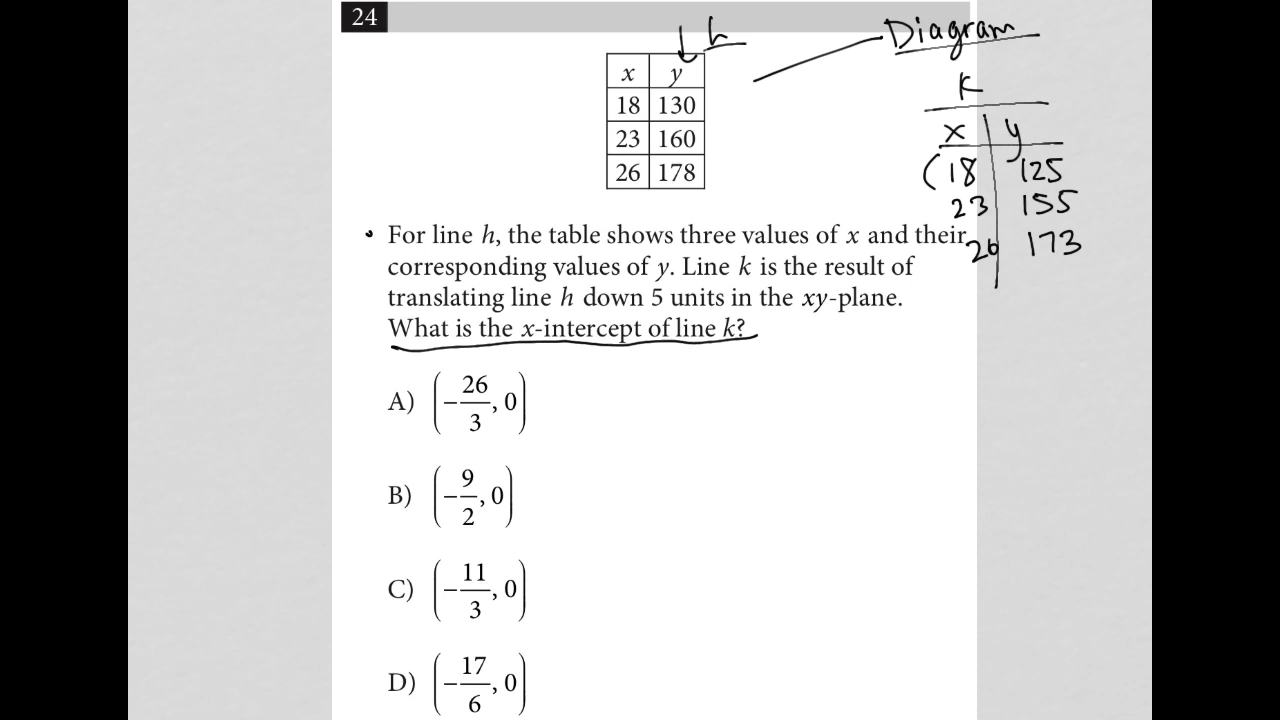 24
h
Diagram
x y
18 130
23 160
26 178
K
x y
(18 125
23 155
26 173
For line h, the table shows three values of x and their
corresponding values of y. Line k is the result of
translating line h down 5 units in the xy-plane.
What is the x-intercept of line k?
A) (-26/3, 0)
B) (-9/2, 0)
C) (-11/3, 0)
D) (-17/6, 0)